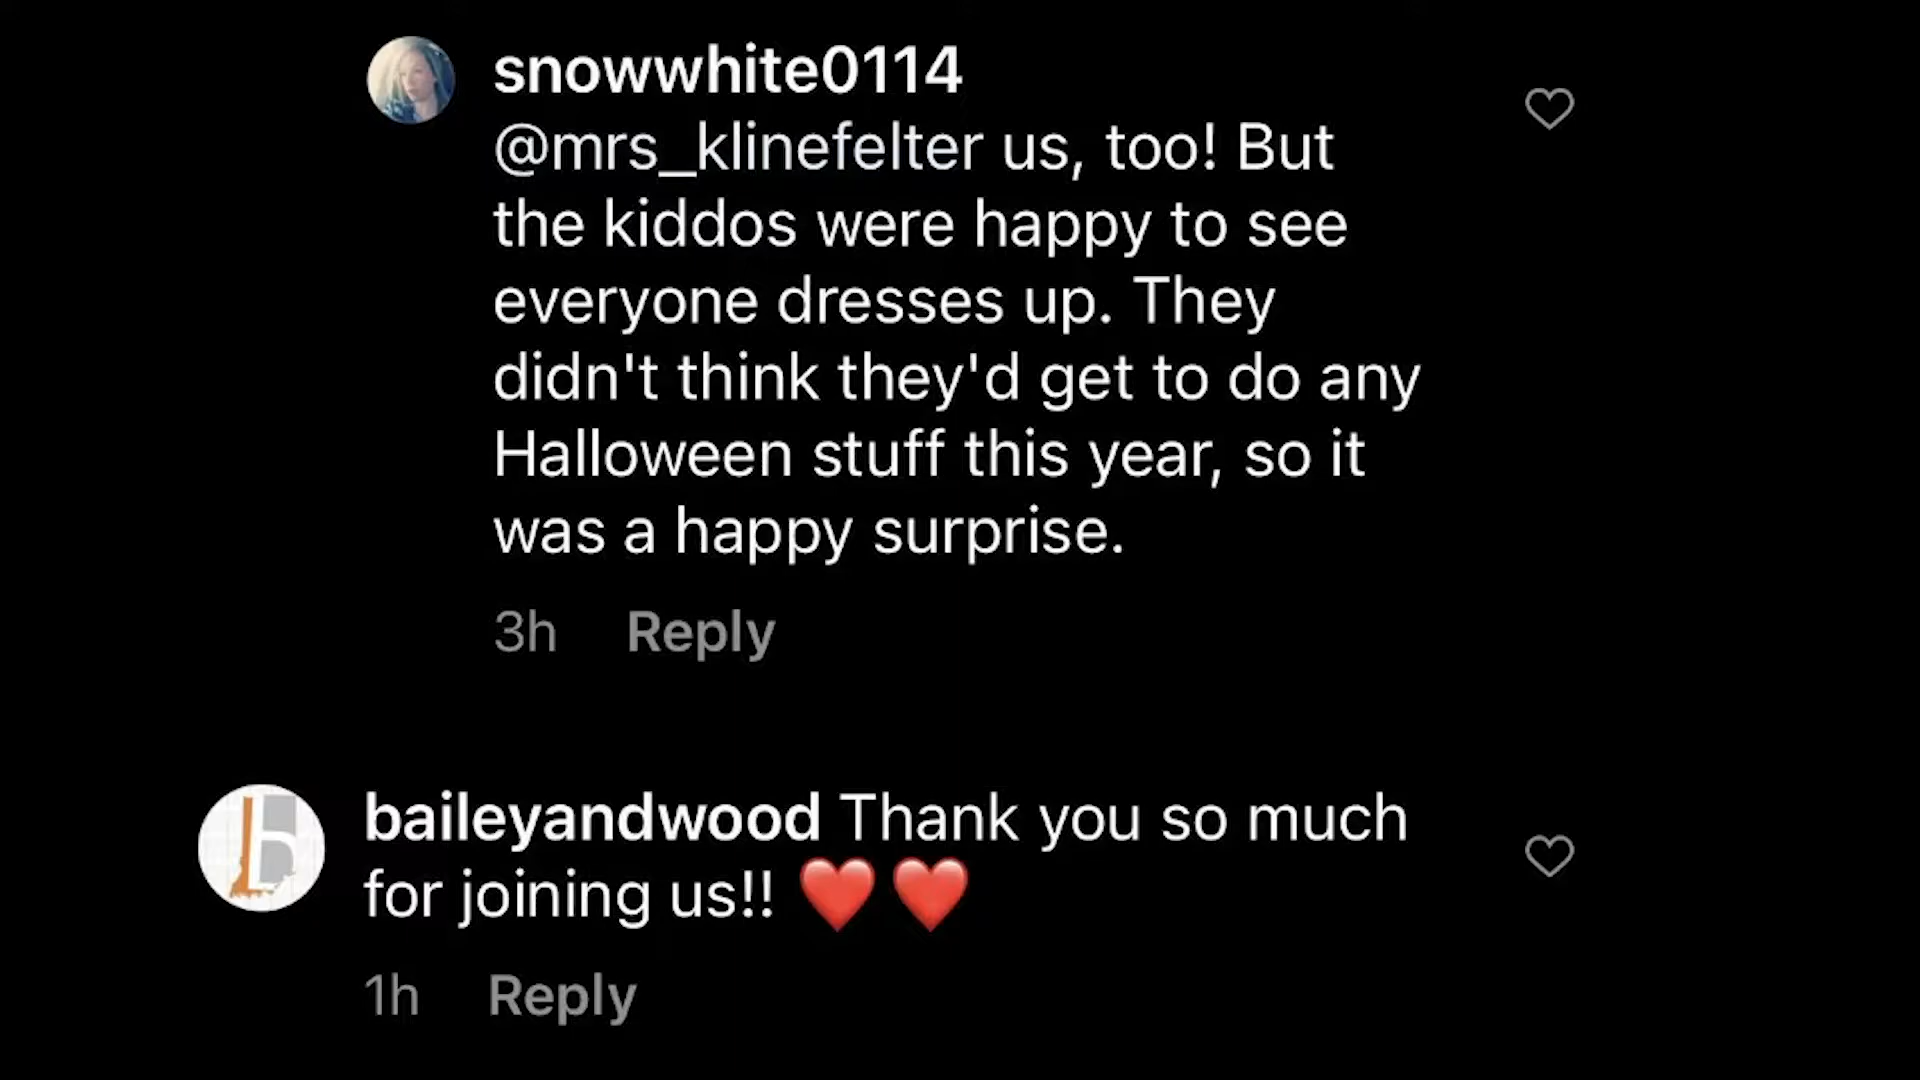 snowwhite0114
@mrs_klinefelter us, too! But
the kiddos were happy to see
everyone dresses up. They
didn't think they'd get to do any
Halloween stuff this year, so it
was a happy surprise.
3h Reply
baileyandwood Thank you so much
for joining us!! ❤️ ❤️
1h Reply